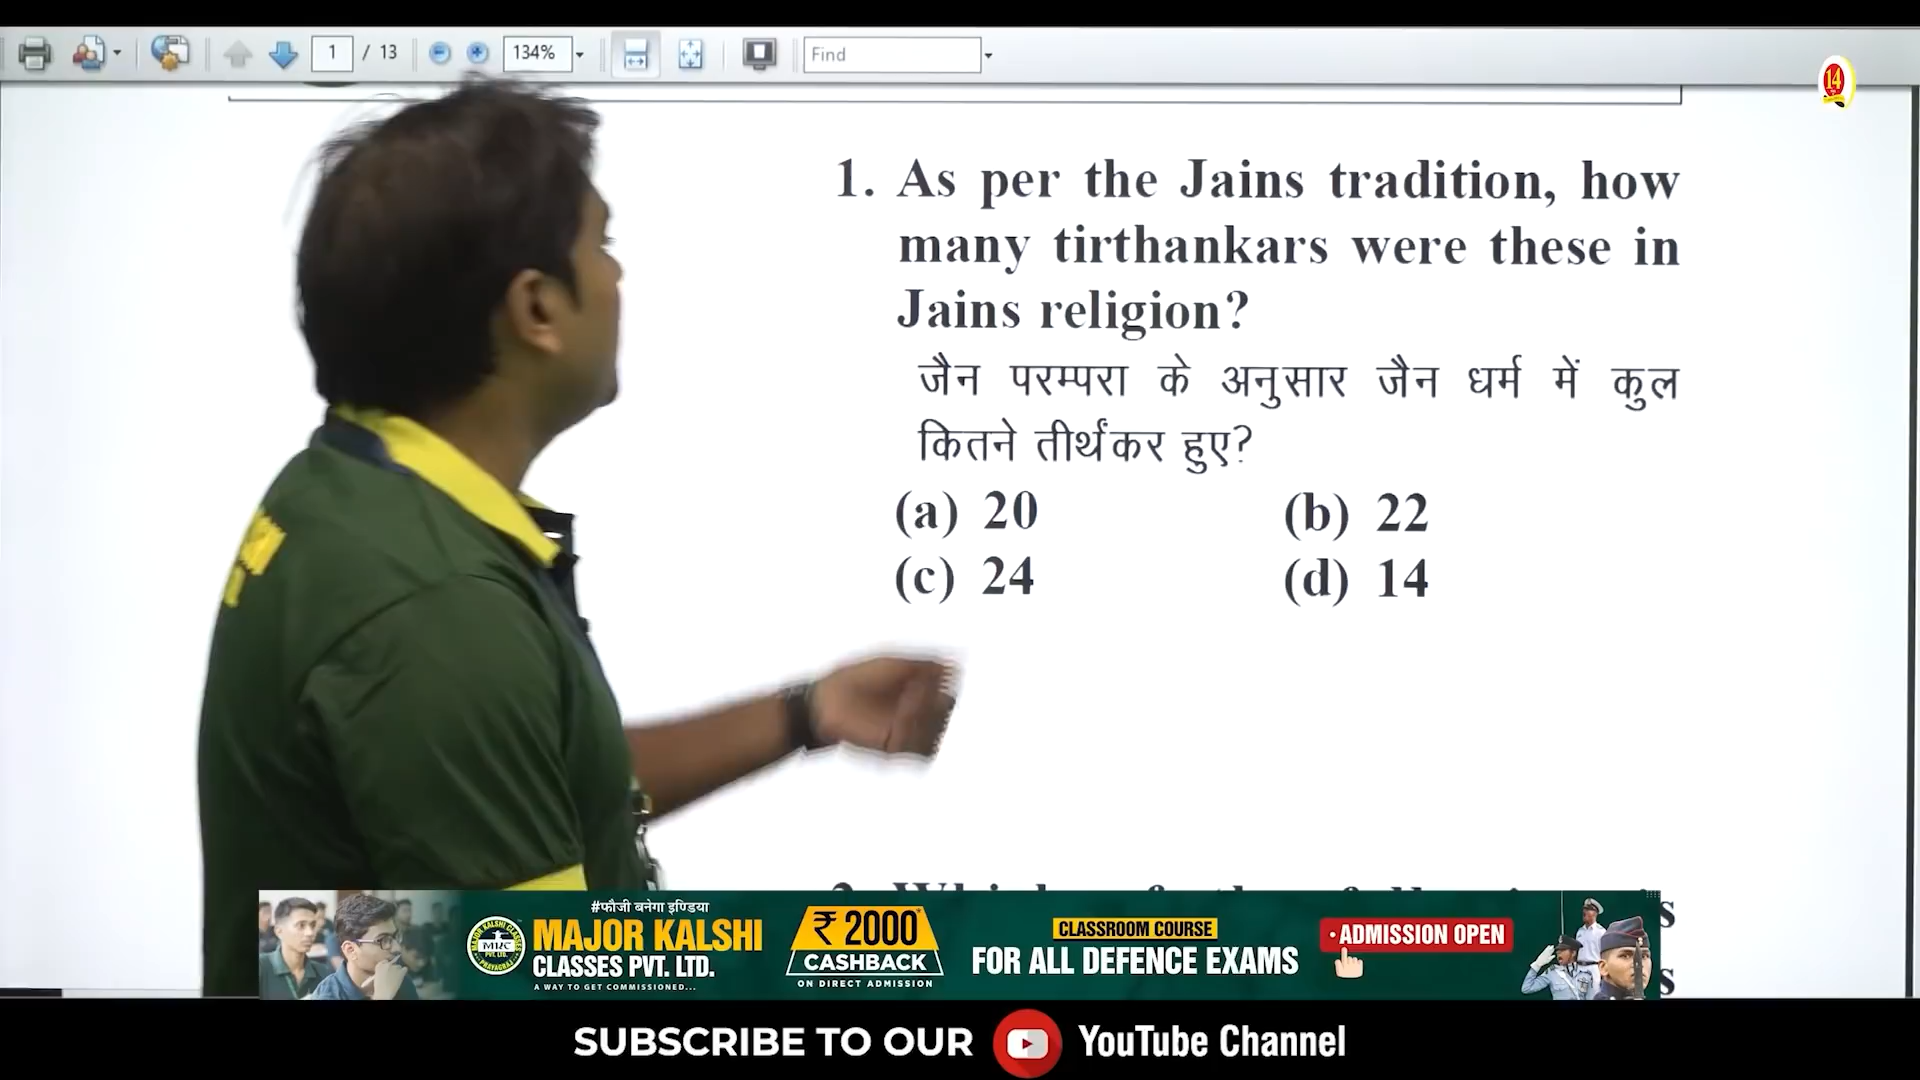 1 / 13
134%
Find
14
1. As per the Jains tradition, how
many tirthankars were these in
Jains religion?
जैन परम्परा के अनुसार जैन धर्म में कुल
कितने तीर्थंकर हुए?
(a) 20 (b) 22
(c) 24 (d) 14
#फौजी बनेगा इण्डिया
MAJOR KALSHI
CLASSES PVT. LTD.
A WAY TO GET COMMISSIONED...
₹ 2000*
CASHBACK
ON DIRECT ADMISSION
CLASSROOM COURSE
FOR ALL DEFENCE EXAMS
• ADMISSION OPEN
SUBSCRIBE TO OUR YouTube Channel